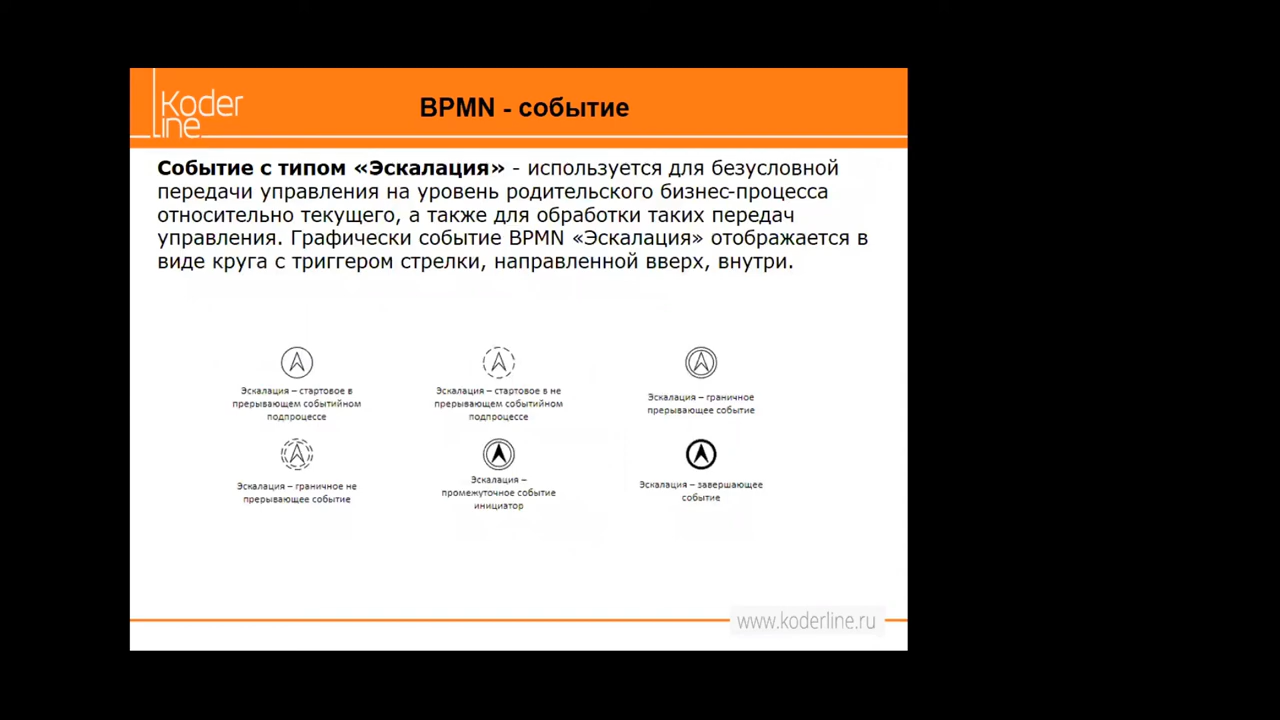 Koder
line
BPMN - событие
Событие с типом «Эскалация» - используется для безусловной
передачи управления на уровень родительского бизнес-процесса
относительно текущего, а также для обработки таких передач
управления. Графически событие BPMN «Эскалация» отображается в
виде круга с триггером стрелки, направленной вверх, внутри.
Эскалация – стартовое в
прерывающем событийном
подпроцессе
Эскалация – стартовое в не
прерывающем событийном
подпроцессе
Эскалация – граничное
прерывающее событие
Эскалация – граничное не
прерывающее событие
Эскалация –
промежуточное событие
инициатор
Эскалация – завершающее
событие
www.koderline.ru